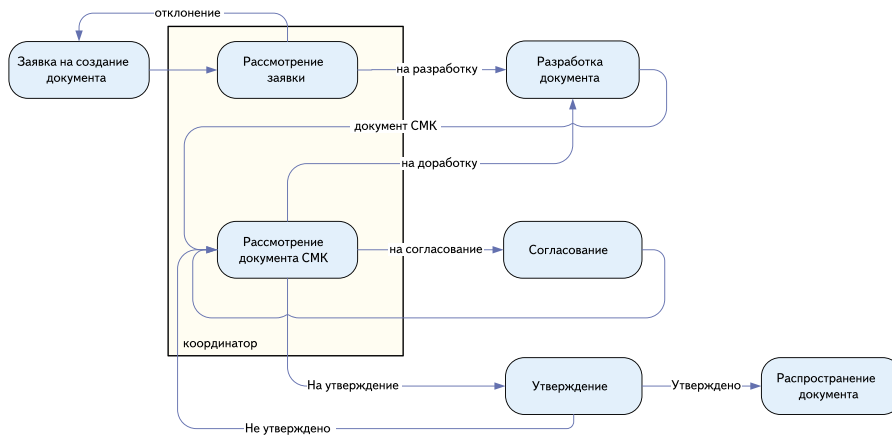 отклонение
Заявка на создание
документа
Рассмотрение
заявки
на разработку
Разработка
документа
документ СМК
на доработку
Рассмотрение
документа СМК
на согласование
Согласование
координатор
На утверждение
Утверждение
Утверждено
Распространение
документа
Не утверждено